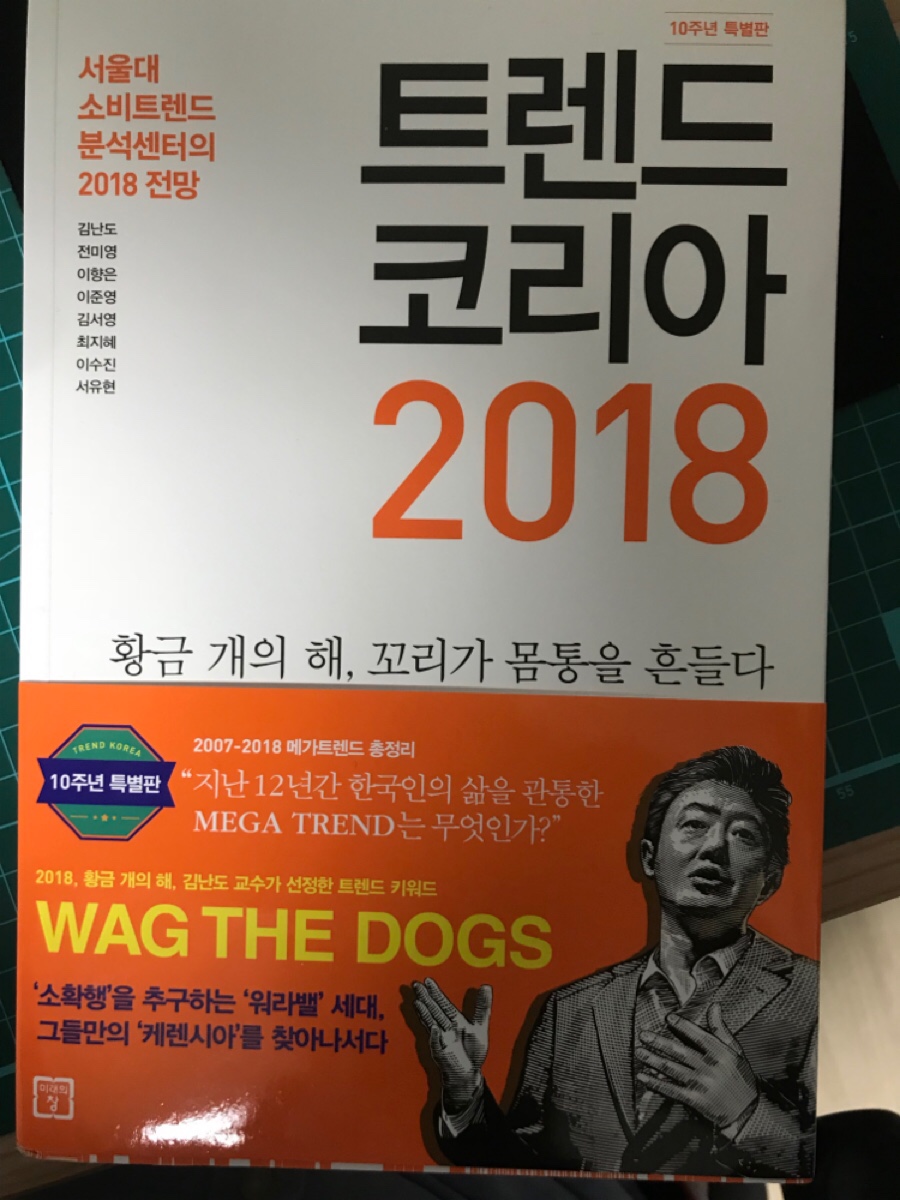 10주년 특별판
서울대
소비트렌드
분석센터의
2018 전망
김난도
전미영
이향은
이준영
김서영
최지혜
이수진
서유현
트렌드
코리아
2018
황금 개의 해, 꼬리가 몸통을 흔들다
TREND KOREA
10주년 특별판
2007-2018 메가트렌드 총정리
“지난 12년간 한국인의 삶을 관통한
MEGA TREND는 무엇인가?”
2018, 황금 개의 해, 김난도 교수가 선정한 트렌드 키워드
WAG THE DOGS
‘소확행’을 추구하는 ‘워라밸’ 세대,
그들만의 ‘케렌시아’를 찾아나서다
미래의
창
55